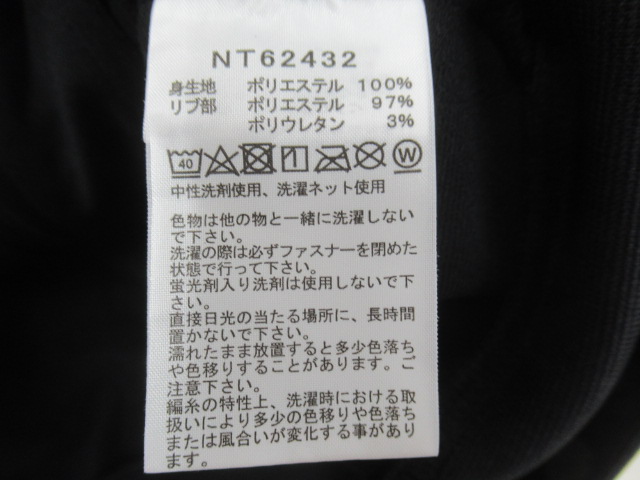 NT62432
身生地 ポリエステル 100%
リブ部 ポリエステル 97%
ポリウレタン 3%
40 W
中性洗剤使用、洗濯ネット使用
色物は他の物と一緒に洗濯しない
で下さい。
洗濯の際は必ずファスナーを閉めた
状態で行って下さい。
蛍光剤入り洗剤は使用しないで下
さい。
直接日光の当たる場所に、長時間
置かないで下さい。
濡れたまま放置すると多少色落ち
や色移りすることがあります。ご
注意下さい。
編糸の特性上、洗濯時における取
扱いにより多少の色移りや色落ち
または風合いが変化する事があり
ます。